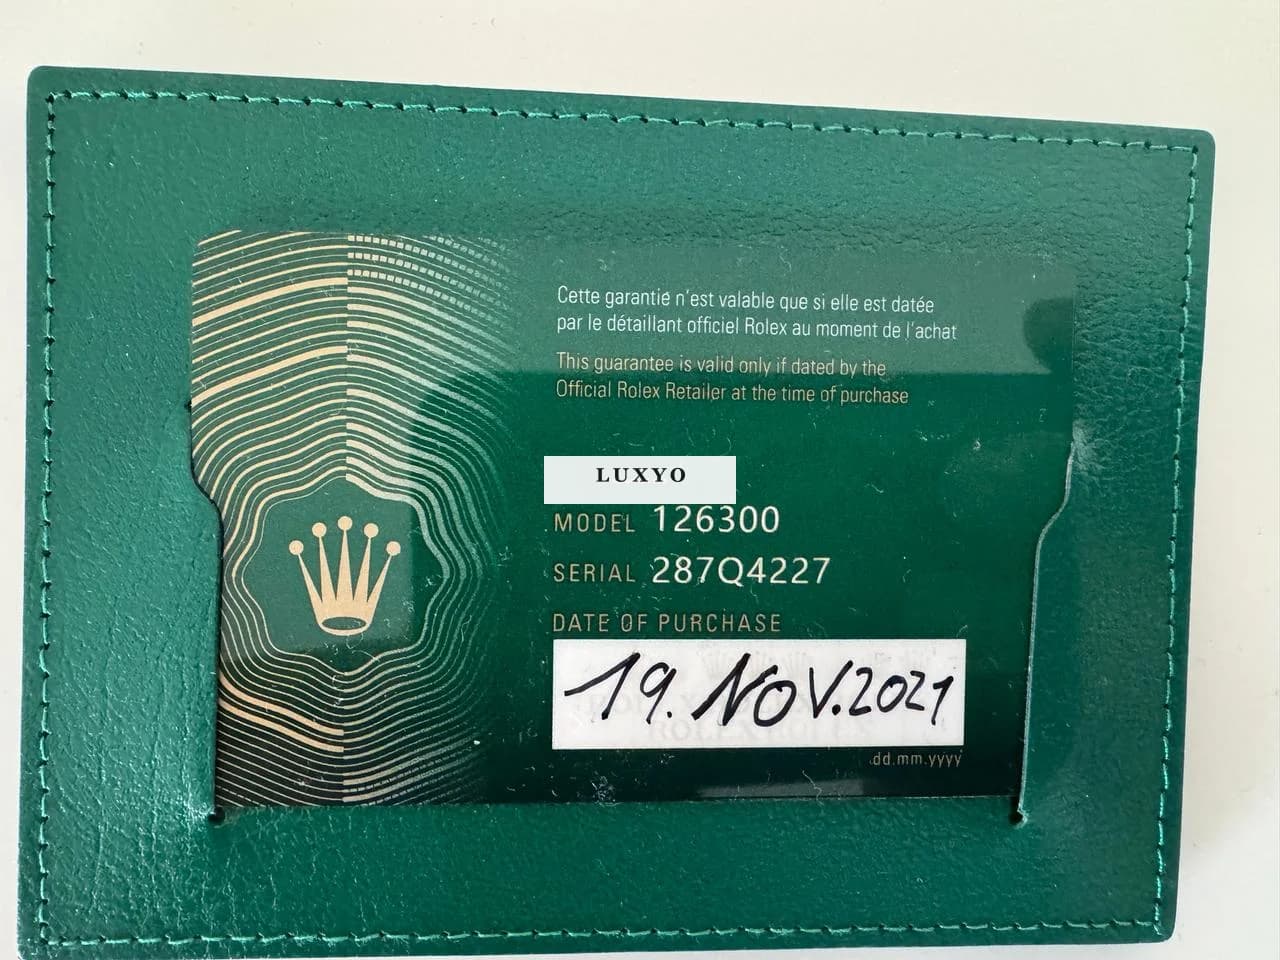 Cette garantie n'est valable que si elle est datée
par le détaillant officiel Rolex au moment de l'achat
This guarantee is valid only if dated by the
Official Rolex Retailer at the time of purchase
LUXYO
MODEL 126300
SERIAL 287Q4227
DATE OF PURCHASE
19. NOV. 2021
dd.mm.yyyy